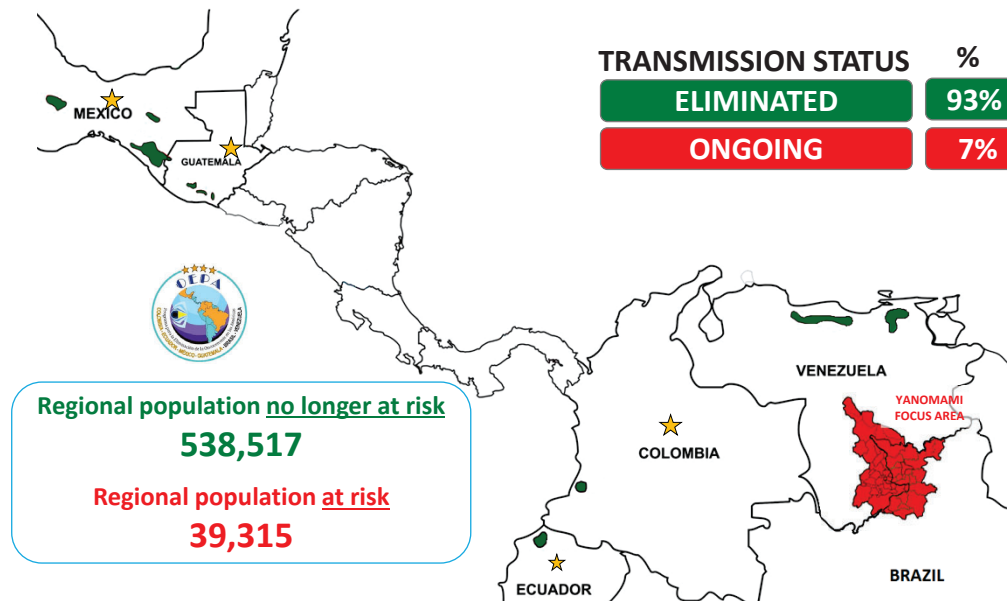 TRANSMISSION STATUS %
ELIMINATED 93%
ONGOING 7%
MEXICO
GUATEMALA
OEPA
VENEZUELA
YANOMAMI
FOCUS AREA
COLOMBIA
ECUADOR
BRAZIL
Regional population no longer at risk
538,517
Regional population at risk
39,315